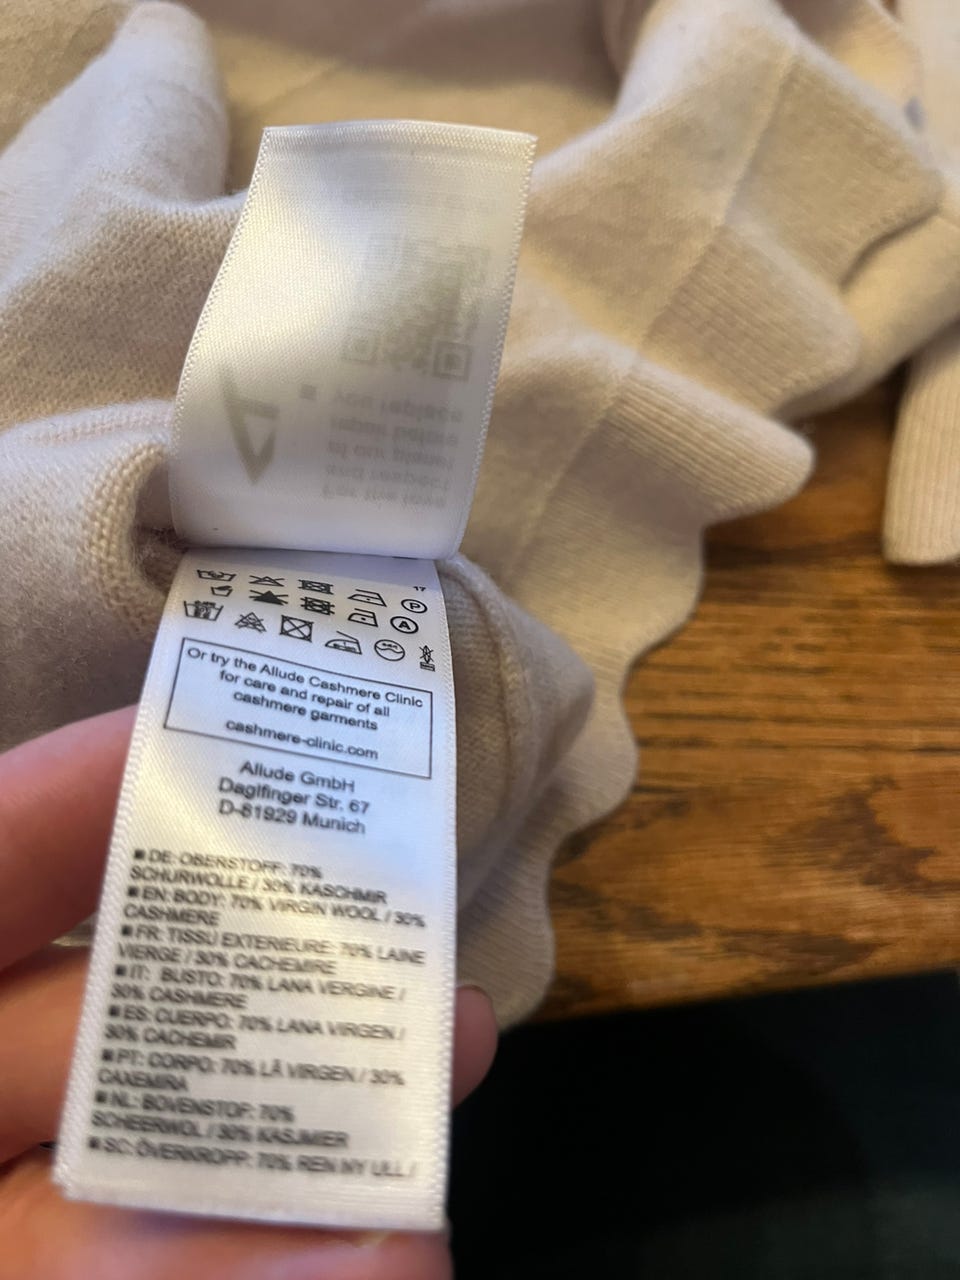 17
P
A
Or try the Allude Cashmere Clinic
for care and repair of all
cashmere garments
cashmere-clinic.com
Allude GmbH
Daglfinger Str. 67
D-81929 Munich
■ DE: OBERSTOFF: 70%
SCHURWOLLE / 30% KASCHMIR
■ EN: BODY: 70% VIRGIN WOOL / 30%
CASHMERE
■ FR: TISSU EXTERIEURE: 70% LAINE
VIERGE / 30% CACHEMIRE
■ IT: BUSTO: 70% LANA VERGINE /
30% CASHMERE
■ ES: CUERPO: 70% LANA VIRGEN /
30% CACHEMIR
■ PT: CORPO: 70% LÃ VIRGEN / 30%
CAXEMIRA
■ NL: BOVENSTOF: 70%
SCHEERWOL / 30% KASJMIER
■ SC: ÖVERKROPP: 70% REN NY ULL /